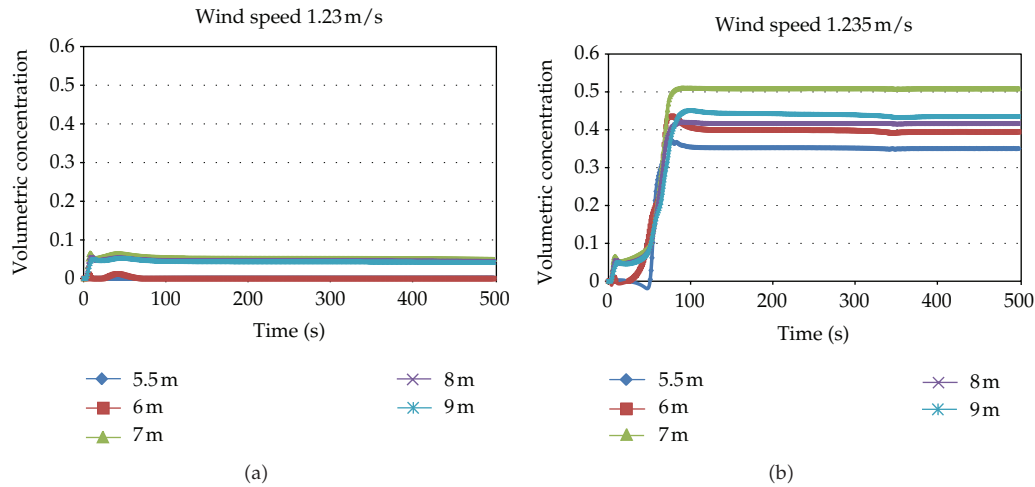 Wind speed 1.23 m/s
Volumetric concentration
0.6
0.5
0.4
0.3
0.2
0.1
0
0 100 200 300 400 500
Time (s)
5.5 m
6 m
7 m
8 m
9 m
(a)
Wind speed 1.235 m/s
Volumetric concentration
0.6
0.5
0.4
0.3
0.2
0.1
0
0 100 200 300 400 500
Time (s)
5.5 m
6 m
7 m
8 m
9 m
(b)